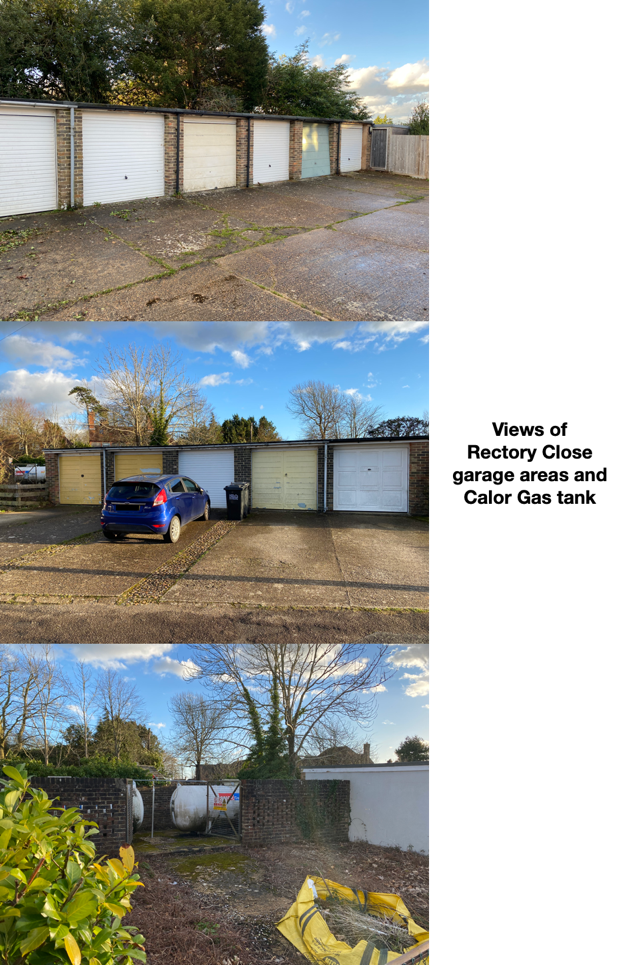 Views of
Rectory Close
garage areas and
Calor Gas tank